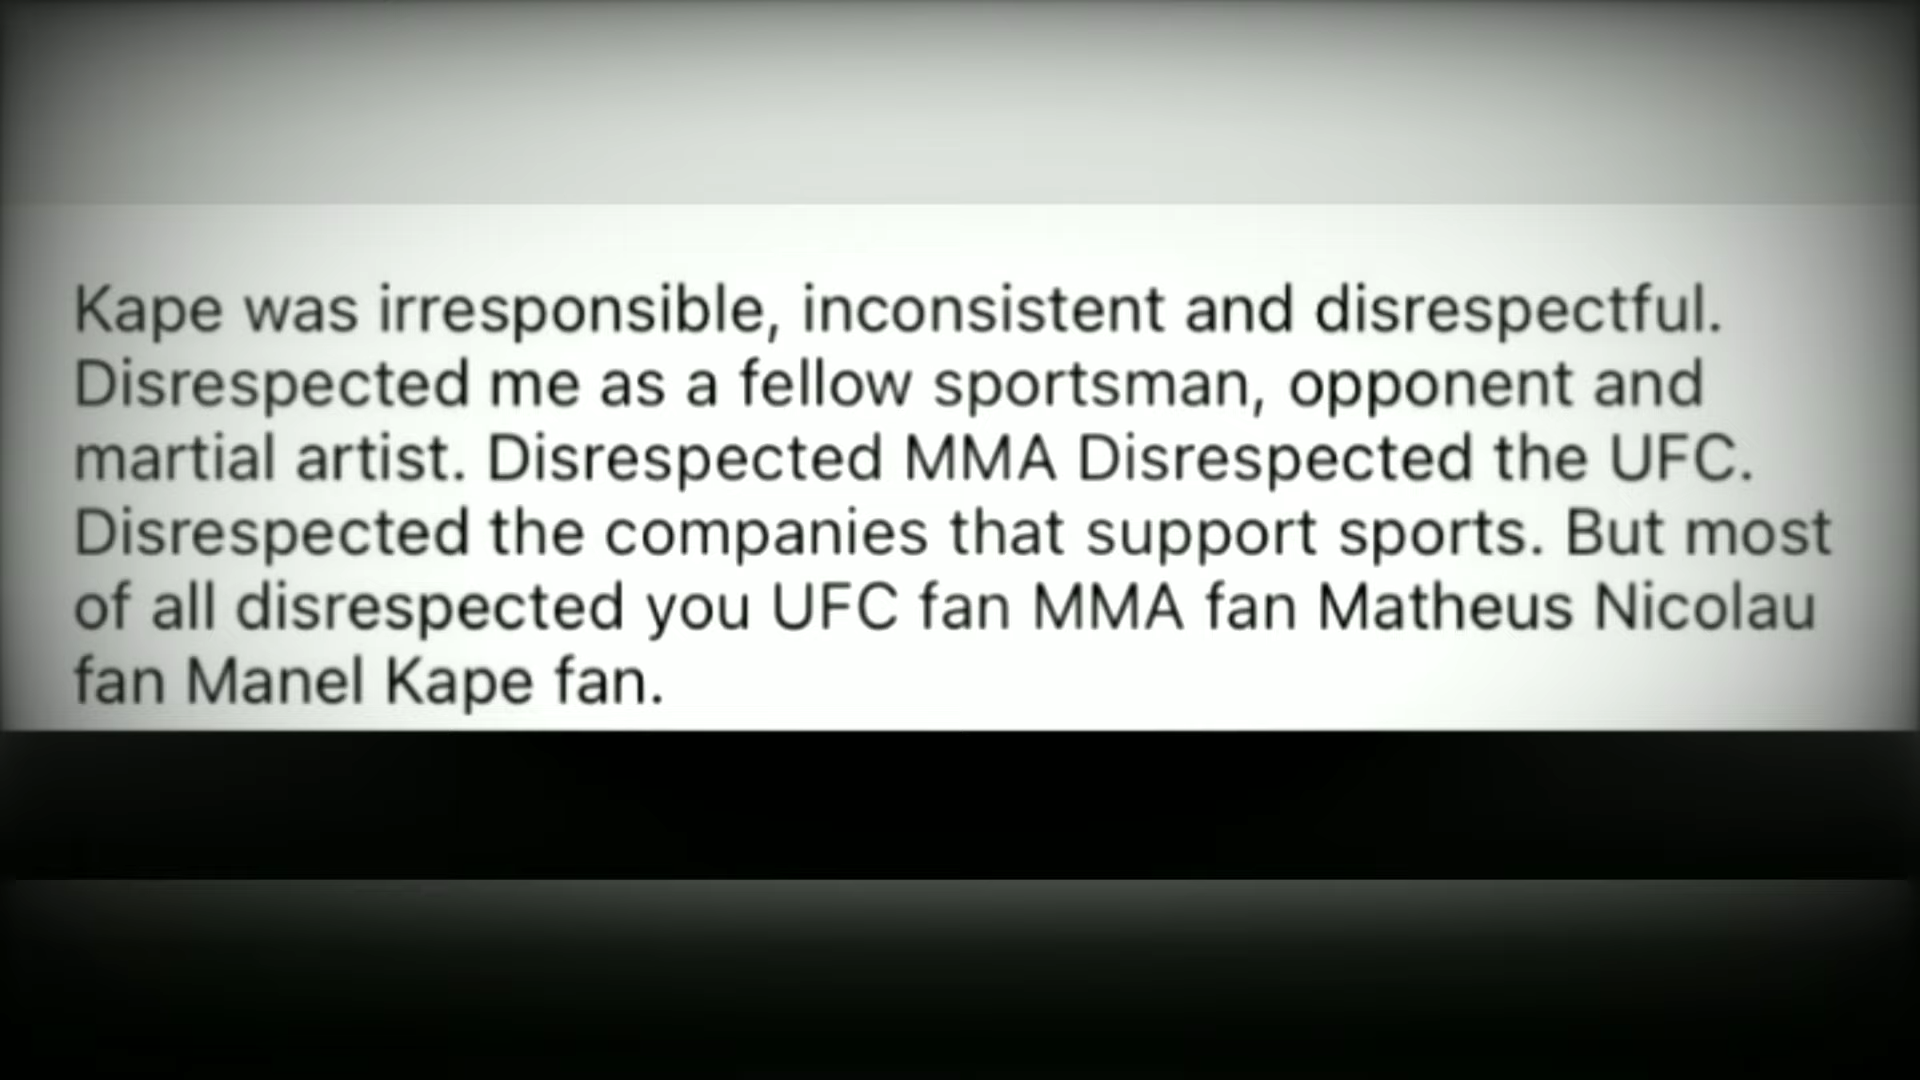 Kape was irresponsible, inconsistent and disrespectful.
Disrespected me as a fellow sportsman, opponent and
martial artist. Disrespected MMA Disrespected the UFC.
Disrespected the companies that support sports. But most
of all disrespected you UFC fan MMA fan Matheus Nicolau
fan Manel Kape fan.